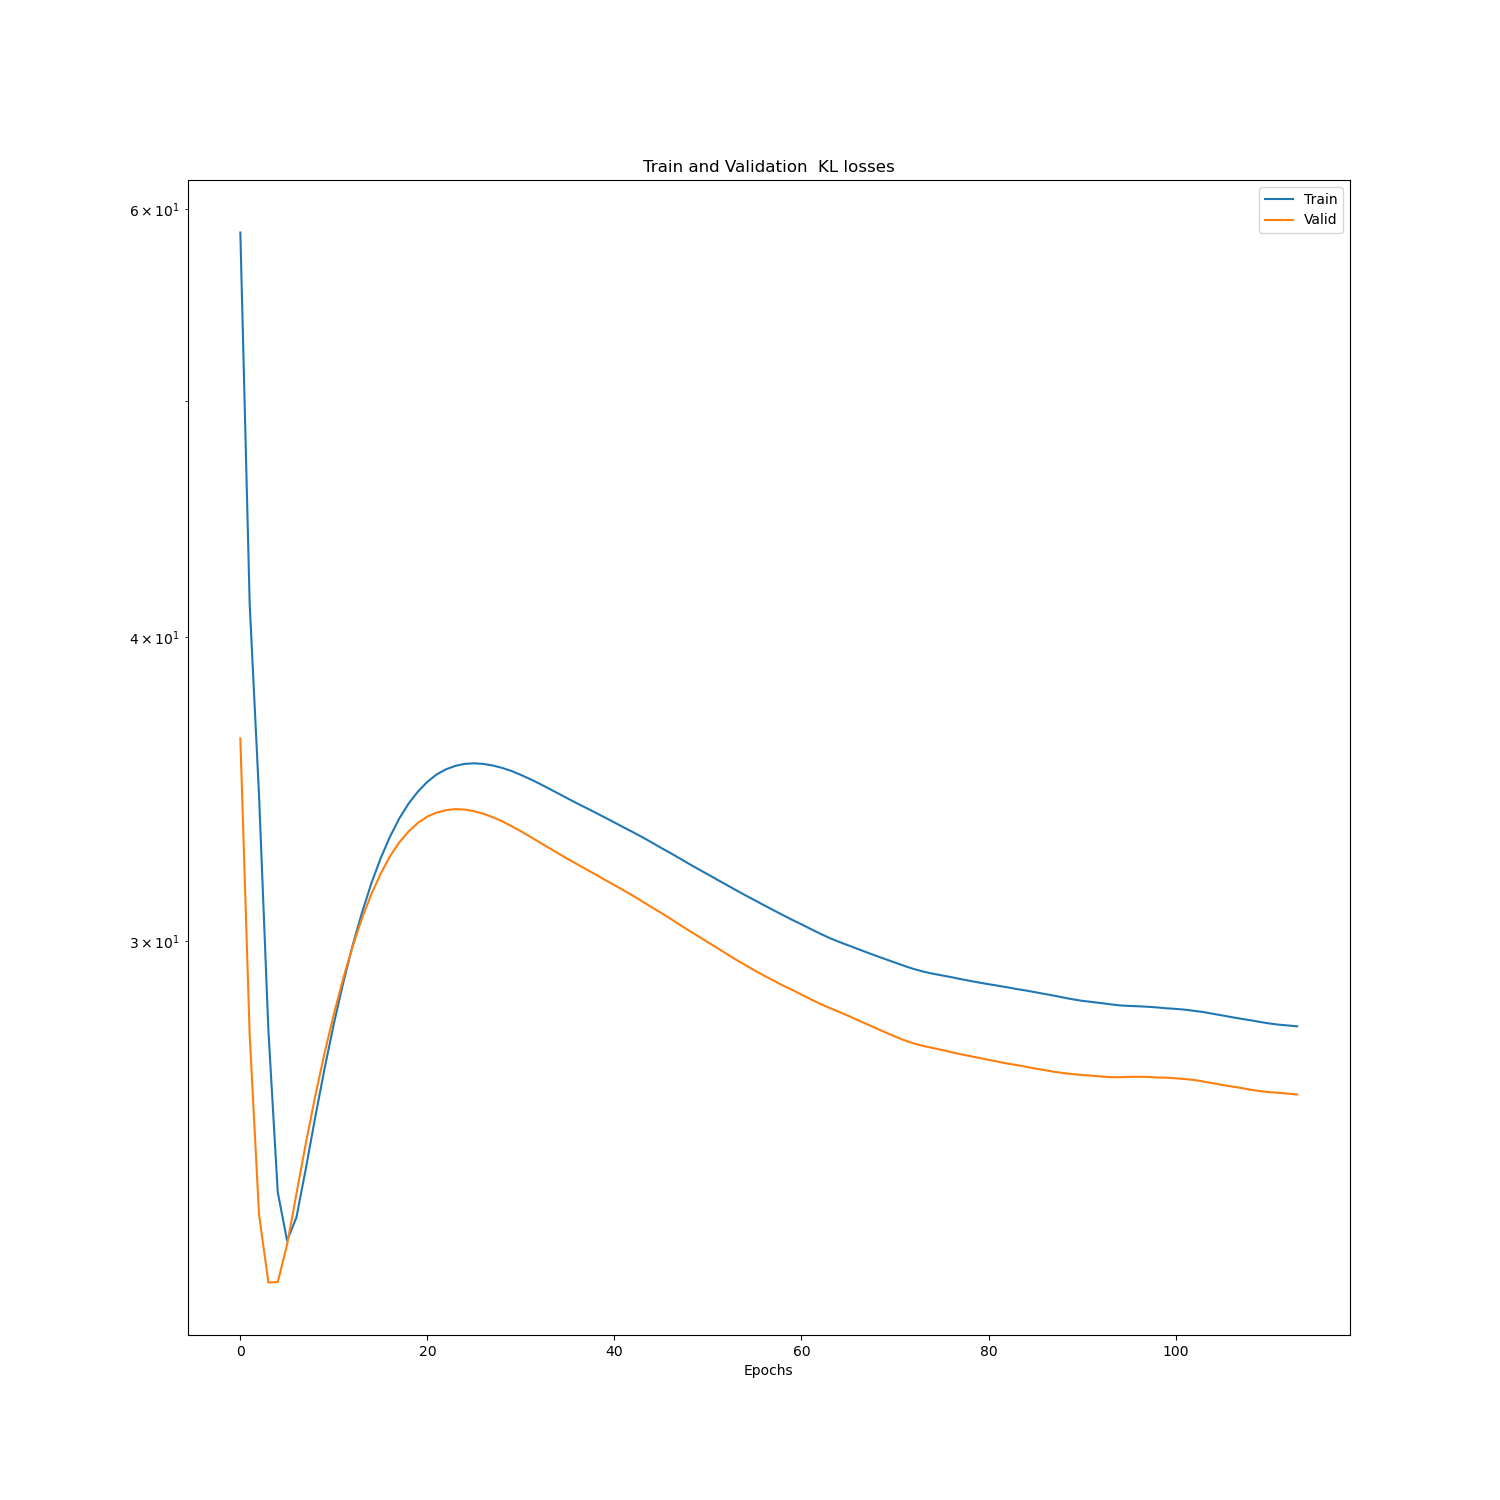 Train and Validation  KL losses
6 × 10¹
4 × 10¹
3 × 10¹
Train
Valid
0 20 40 60 80 100
Epochs